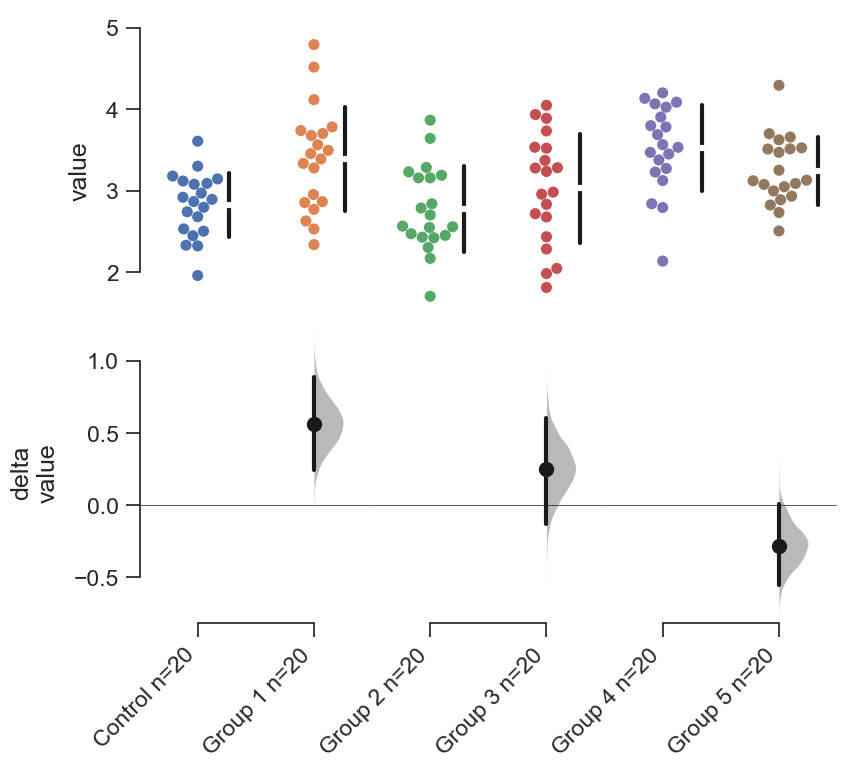 5
4
3
2
value
1.0
0.5
0.0
−0.5
delta
value
Control n=20
Group 1 n=20
Group 2 n=20
Group 3 n=20
Group 4 n=20
Group 5 n=20